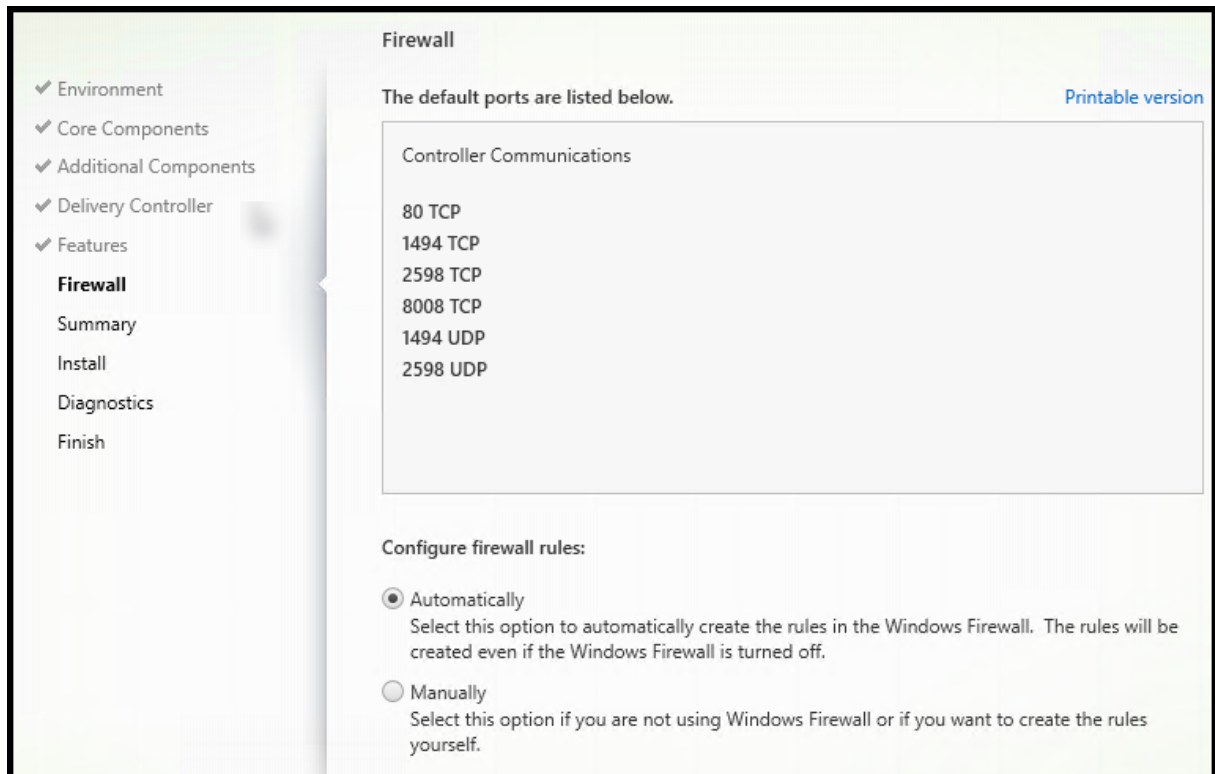 Firewall
Environment
Core Components
Additional Components
Delivery Controller
Features
Firewall
Summary
Install
Diagnostics
Finish
The default ports are listed below.
Printable version
Controller Communications
80 TCP
1494 TCP
2598 TCP
8008 TCP
1494 UDP
2598 UDP
Configure firewall rules:
Automatically
Select this option to automatically create the rules in the Windows Firewall. The rules will be
created even if the Windows Firewall is turned off.
Manually
Select this option if you are not using Windows Firewall or if you want to create the rules
yourself.